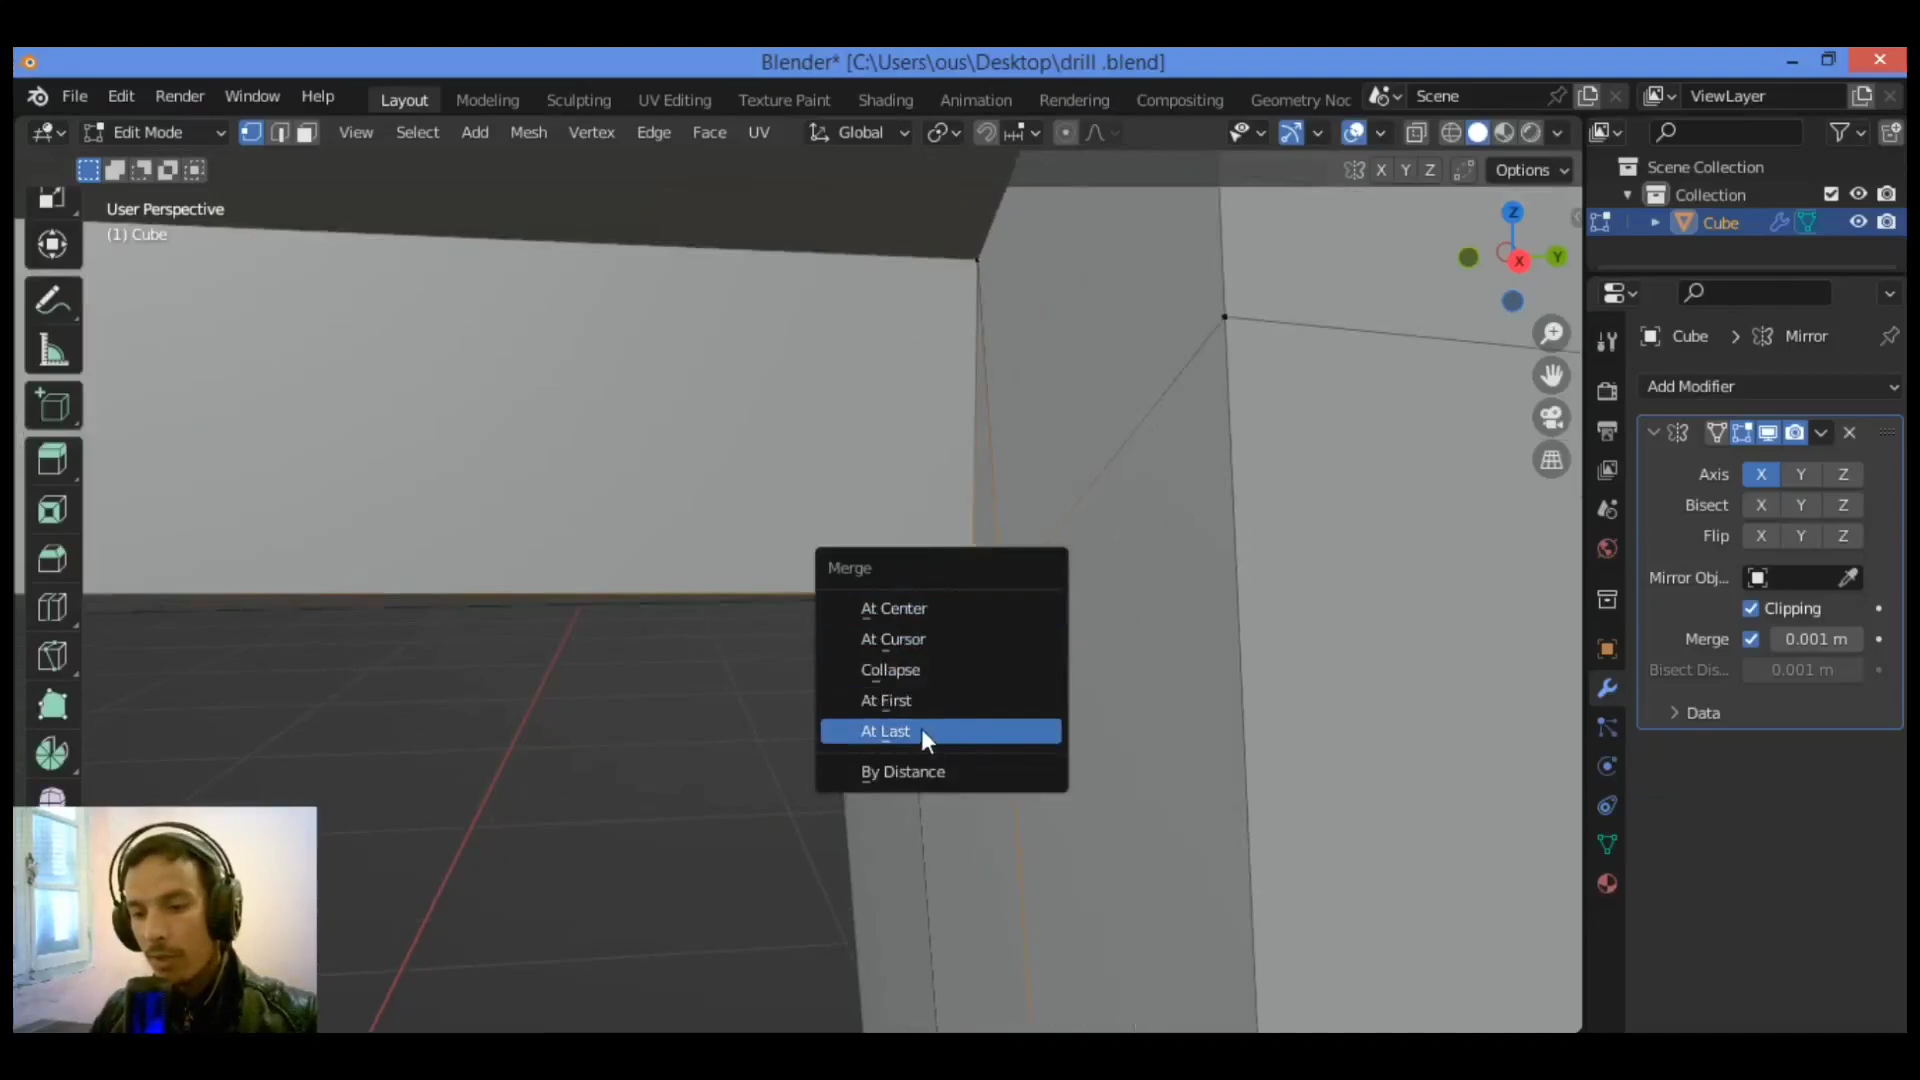 Blender* [C:\Users\ous\Desktop\drill .blend]
File Edit Render Window Help Layout Modeling Sculpting UV Editing Texture Paint Shading Animation Rendering Compositing Geometry Noc Scene ViewLayer
Edit Mode View Select Add Mesh Vertex Edge Face UV Global
X Y Z Options
User Perspective
(1) Cube
Z
Y
X
Merge
At Center
At Cursor
Collapse
At First
At Last
By Distance
Scene Collection
Collection
Cube
Cube > Mirror
Add Modifier
Axis X Y Z
Bisect X Y Z
Flip X Y Z
Mirror Obj...
Clipping
Merge 0.001 m
Bisect Dis... 0.001 m
Data